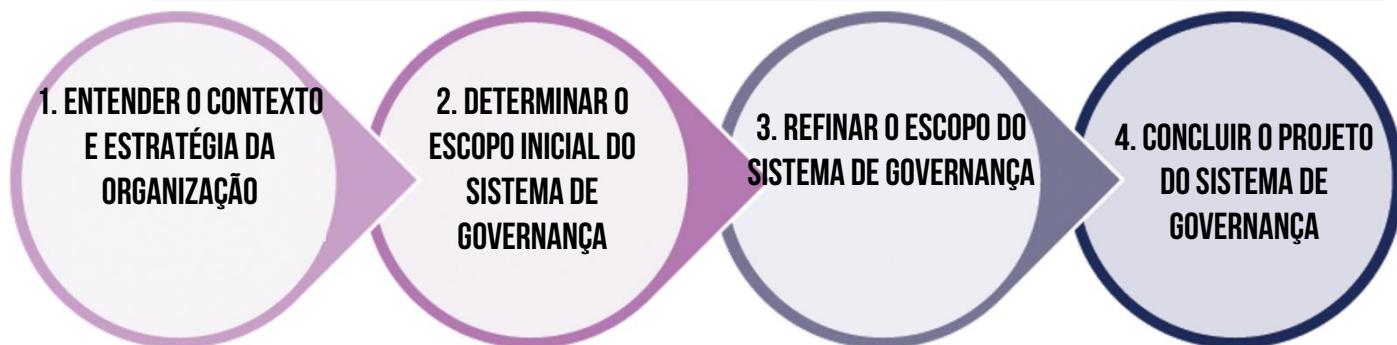 1. ENTENDER O CONTEXTO
E ESTRATÉGIA DA
ORGANIZAÇÃO
2. DETERMINAR O
ESCOPO INICIAL DO
SISTEMA DE
GOVERNANÇA
3. REFINAR O ESCOPO DO
SISTEMA DE GOVERNANÇA
4. CONCLUIR O PROJETO
DO SISTEMA DE
GOVERNANÇA